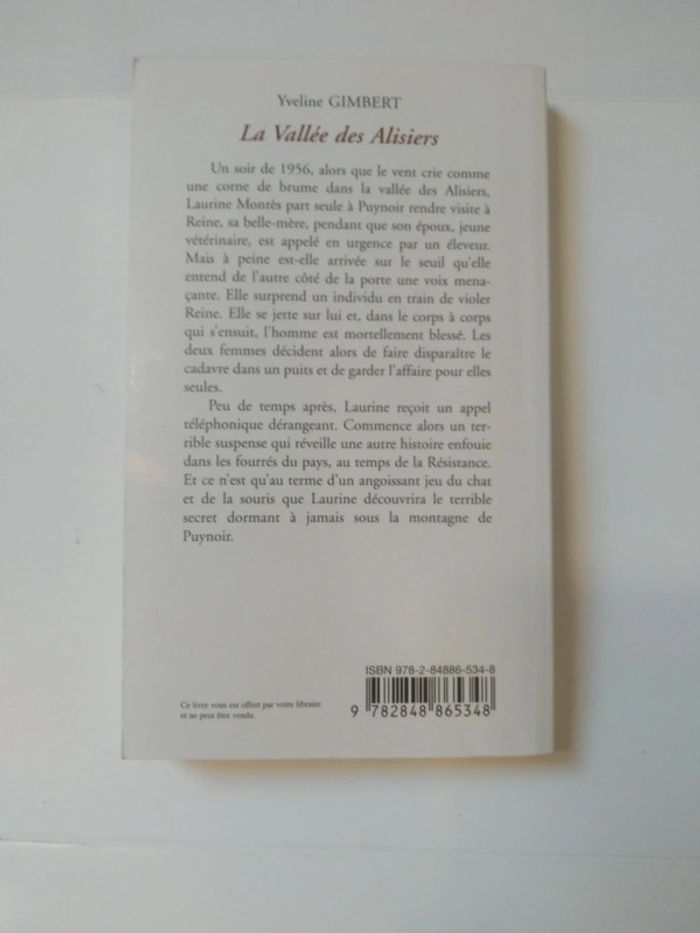 Yveline GIMBERT
La Vallée des Alisiers
Un soir de 1956, alors que le vent crie comme
une corne de brume dans la vallée des Alisiers,
Laurine Montès part seule à Puynoir rendre visite à
Reine, sa belle-mère, pendant que son époux, jeune
vétérinaire, est appelé en urgence par un éleveur.
Mais à peine est-elle arrivée sur le seuil qu'elle
entend de l'autre côté de la porte une voix mena-
çante. Elle surprend un individu en train de violer
Reine. Elle se jette sur lui et, dans le corps à corps
qui s'ensuit, l'homme est mortellement blessé. Les
deux femmes décident alors de faire disparaître le
cadavre dans un puits et de garder l'affaire pour elles
seules.
Peu de temps après, Laurine reçoit un appel
téléphonique dérangeant. Commence alors un ter-
rible suspense qui réveille une autre histoire enfouie
dans les fourrés du pays, au temps de la Résistance.
Et ce n'est qu'au terme d'un angoissant jeu du chat
et de la souris que Laurine découvrira le terrible
secret dormant à jamais sous la montagne de
Puynoir.
ISBN 978-2-84886-534-8
Ce livre vous est offert par votre libraire
et ne peut être vendu.
9 782848 865348